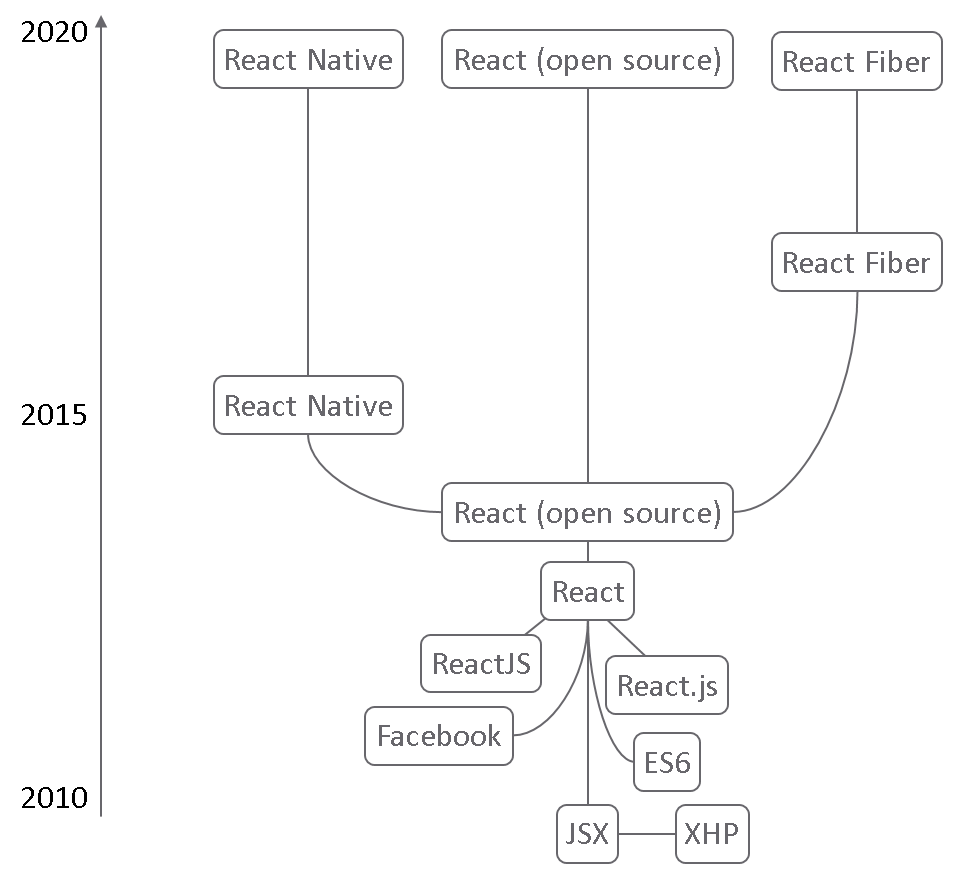 2020
React Native
React (open source)
React Fiber
React Fiber
React Native
2015
React (open source)
React
ReactJS
React.js
Facebook
ES6
2010
JSX
XHP